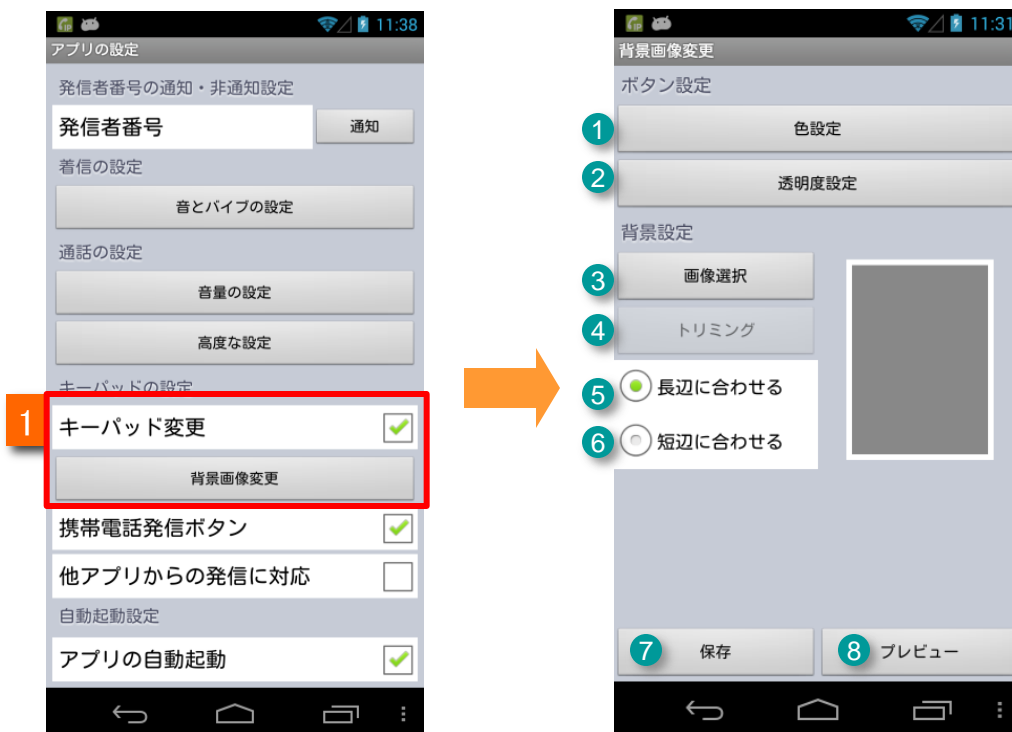 11:38
アプリの設定
発信者番号の通知・非通知設定
発信者番号
通知
着信の設定
音とバイブの設定
通話の設定
音量の設定
高度な設定
キーパッドの設定
1
キーパッド変更
背景画像変更
携帯電話発信ボタン
他アプリからの発信に対応
自動起動設定
アプリの自動起動
11:31
背景画像変更
ボタン設定
1 色設定
2 透明度設定
背景設定
3 画像選択
4 トリミング
5 長辺に合わせる
6 短辺に合わせる
7 保存
8 プレビュー